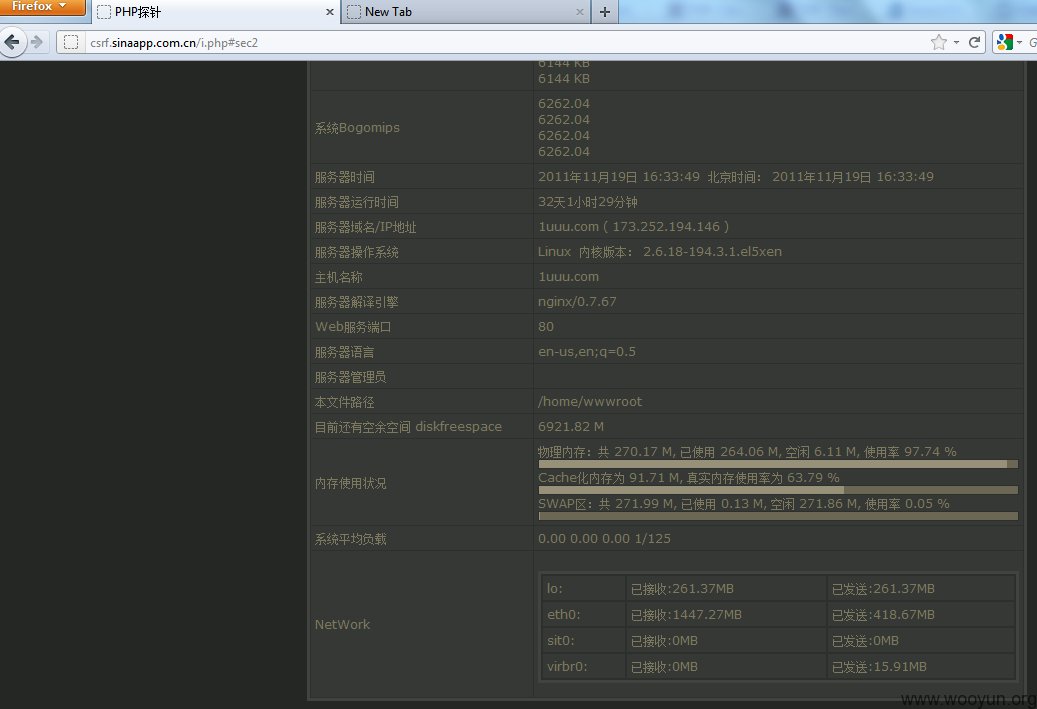 Firefox
PHP探针
New Tab
csrf.sinaapp.com.cn/i.php#sec2
6144 KB
6144 KB
系统Bogomips
6262.04
6262.04
6262.04
6262.04
服务器时间 2011年11月19日 16:33:49 北京时间： 2011年11月19日 16:33:49
服务器运行时间 32天1小时29分钟
服务器域名/IP地址 1uuu.com ( 173.252.194.146 )
服务器操作系统 Linux 内核版本： 2.6.18-194.3.1.el5xen
主机名称 1uuu.com
服务器解译引擎 nginx/0.7.67
Web服务端口 80
服务器语言 en-us,en;q=0.5
服务器管理员
本文件路径 /home/wwwroot
目前还有空余空间 diskfreespace 6921.82 M
内存使用状况
物理内存：共 270.17 M, 已使用 264.06 M, 空闲 6.11 M, 使用率 97.74 %
Cache化内存为 91.71 M, 真实内存使用率为 63.79 %
SWAP区：共 271.99 M, 已使用 0.13 M, 空闲 271.86 M, 使用率 0.05 %
系统平均负载 0.00 0.00 0.00 1/125
NetWork
lo: 已接收:261.37MB 已发送:261.37MB
eth0: 已接收:1447.27MB 已发送:418.67MB
sit0: 已接收:0MB 已发送:0MB
virbr0: 已接收:0MB 已发送:15.91MB
www.wooyun.org